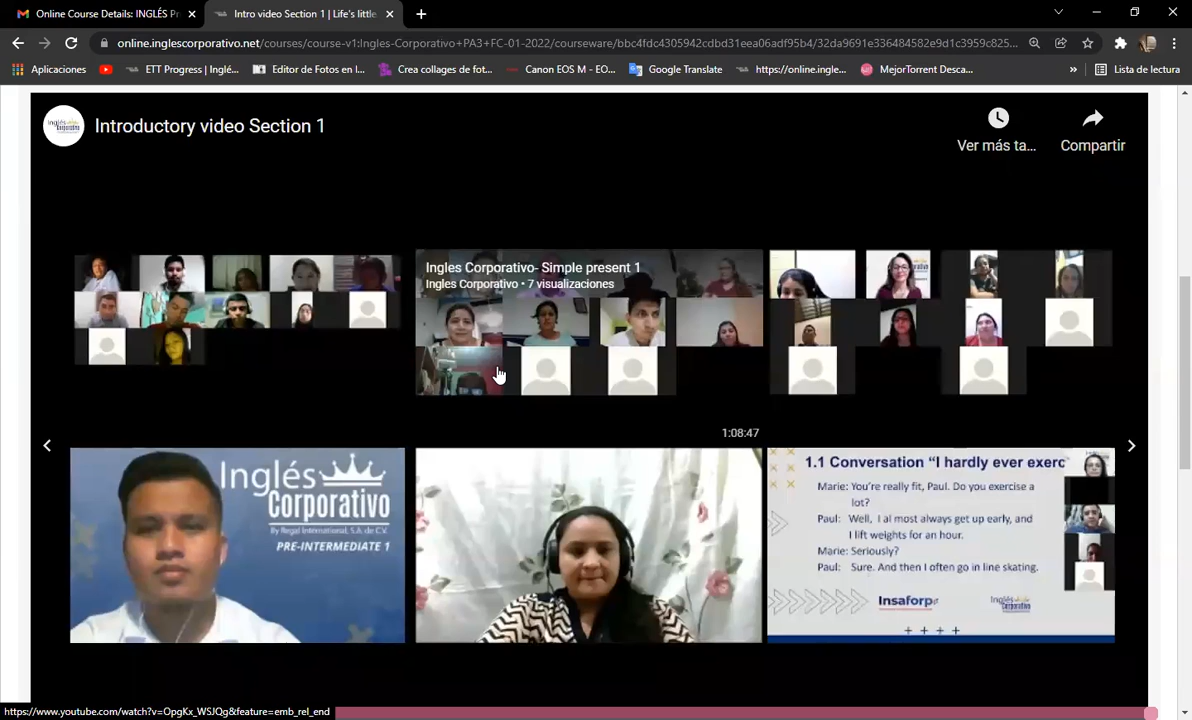 Online Course Details: INGLÉS Pr
Intro video Section 1 | Life's little
online.inglescorporativo.net/courses/course-v1:Ingles-Corporativo+PA3+FC-01-2022/courseware/bbc4fdc4305942cdbd31eea06adf95b4/32da9691e336484582e9d1c3959c825...
Aplicaciones
ETT Progress | Inglé...
Editor de Fotos en l...
Crea collages de fot...
Canon EOS M - EO...
Google Translate
https://online.ingle...
MejorTorrent Desca...
»
Lista de lectura
Introductory video Section 1
Ver más ta...
Compartir
Ingles Corporativo- Simple present 1
Ingles Corporativo • 7 visualizaciones
1:08:47
Inglés
Corporativo
By Regal International, S.A. de C.V.
PRE-INTERMEDIATE 1
1.1 Conversation “I hardly ever exerc
Marie: You're really fit, Paul. Do you exercise a
lot?
Paul: Well, I al most always get up early, and
I lift weights for an hour.
Marie: Seriously?
Paul: Sure. And then I often go in line skating.
Insaforp
Inglés
Corporativo
https://www.youtube.com/watch?v=OpgKx_WSJQg&feature=emb_rel_end